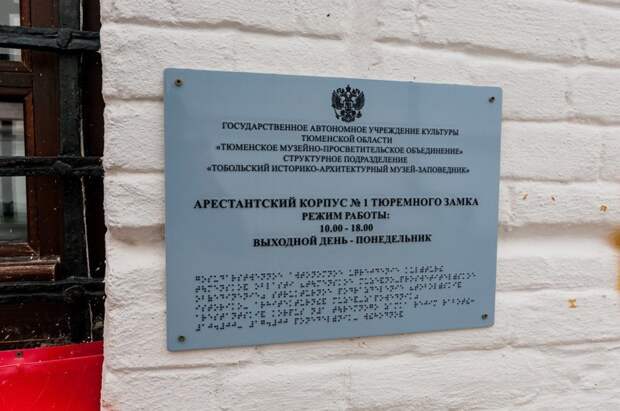 ГОСУДАРСТВЕННОЕ АВТОНОМНОЕ УЧРЕЖДЕНИЕ КУЛЬТУРЫ
ТЮМЕНСКОЙ ОБЛАСТИ
«ТЮМЕНСКОЕ МУЗЕЙНО-ПРОСВЕТИТЕЛЬСКОЕ ОБЪЕДИНЕНИЕ»
СТРУКТУРНОЕ ПОДРАЗДЕЛЕНИЕ
«ТОБОЛЬСКИЙ ИСТОРИКО-АРХИТЕКТУРНЫЙ МУЗЕЙ-ЗАПОВЕДНИК»
АРЕСТАНТСКИЙ КОРПУС № 1 ТЮРЕМНОГО ЗАМКА
РЕЖИМ РАБОТЫ:
10.00 - 18.00
ВЫХОДНОЙ ДЕНЬ - ПОНЕДЕЛЬНИК